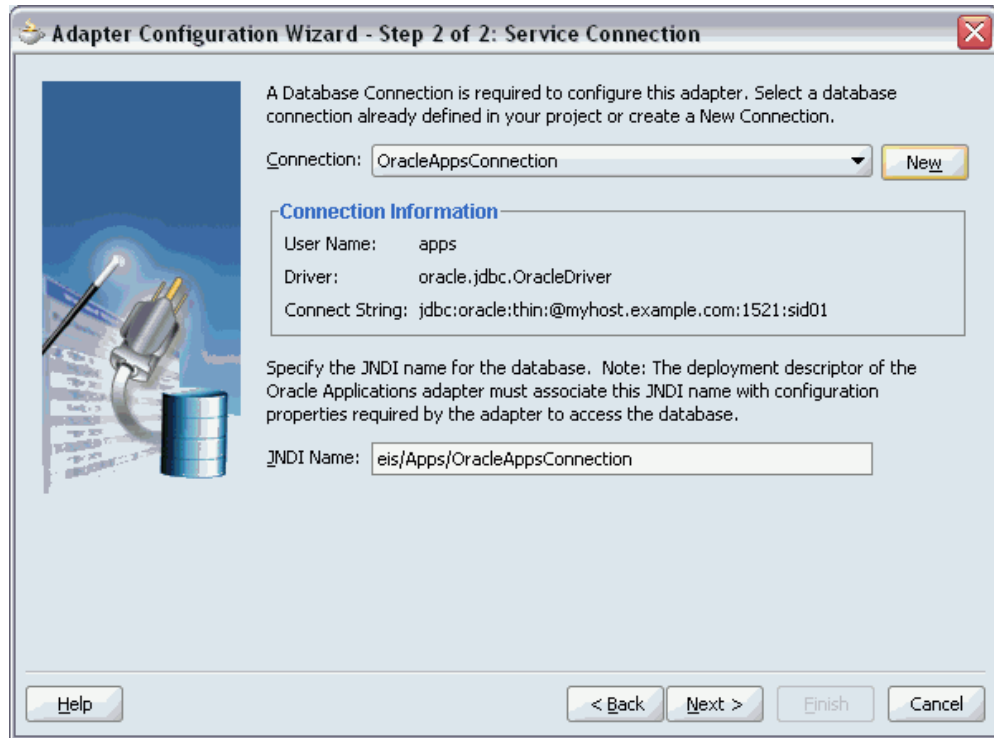 Adapter Configuration Wizard - Step 2 of 2: Service Connection
A Database Connection is required to configure this adapter. Select a database
connection already defined in your project or create a New Connection.
Connection: OracleAppsConnection New
Connection Information
User Name: apps
Driver: oracle.jdbc.OracleDriver
Connect String: jdbc:oracle:thin:@myhost.example.com:1521:sid01
Specify the JNDI name for the database. Note: The deployment descriptor of the
Oracle Applications adapter must associate this JNDI name with configuration
properties required by the adapter to access the database.
JNDI Name: eis/Apps/OracleAppsConnection
Help < Back Next > Finish Cancel